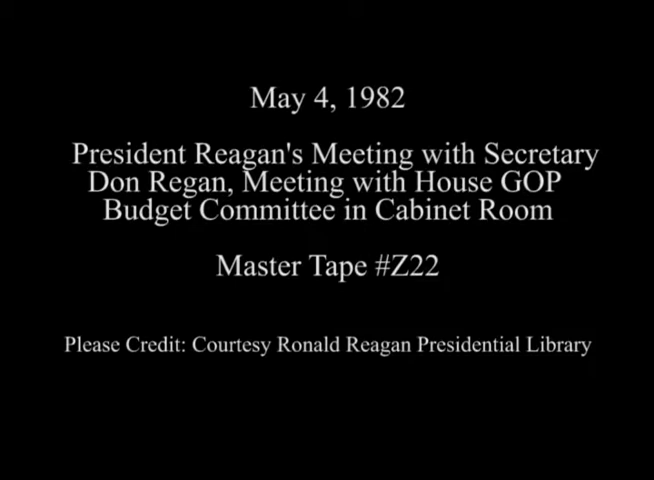 May 4, 1982
President Reagan's Meeting with Secretary
Don Regan, Meeting with House GOP
Budget Committee in Cabinet Room
Master Tape #Z22
Please Credit: Courtesy Ronald Reagan Presidential Library